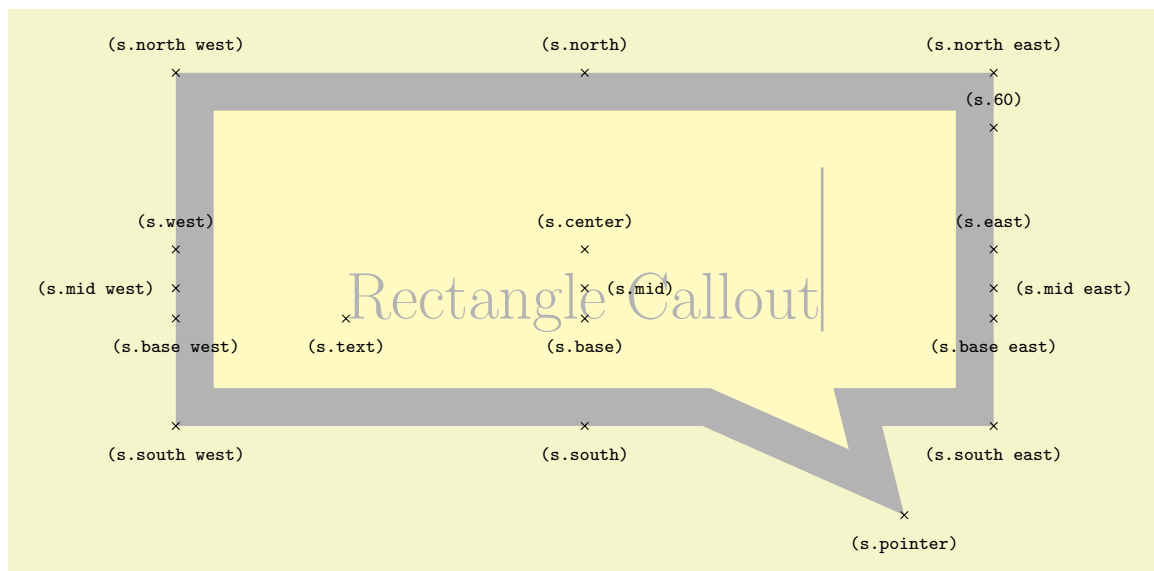 (s.north west) (s.north) (s.north east)
(s.60)
(s.west) (s.center) (s.east)
(s.mid west) Rectangle Callout (s.mid) (s.mid east)
(s.base west) (s.text) (s.base) (s.base east)
(s.south west) (s.south) (s.south east)
(s.pointer)